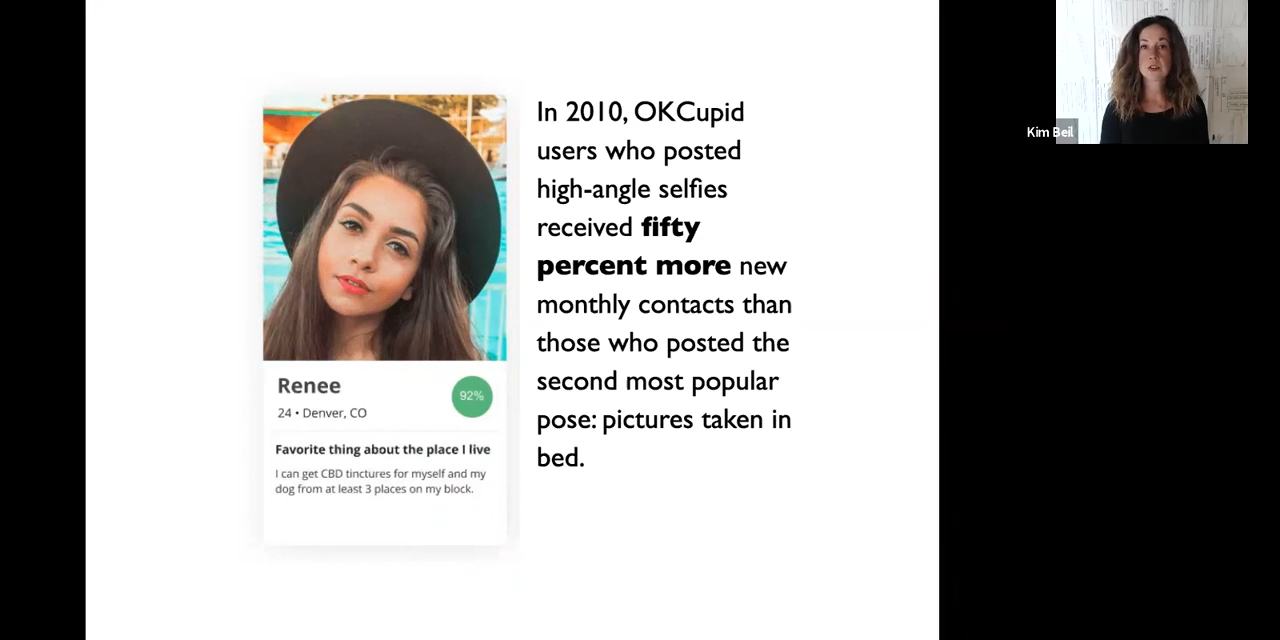 Renee
92%
24 • Denver, CO
Favorite thing about the place I live
I can get CBD tinctures for myself and my
dog from at least 3 places on my block.
In 2010, OKCupid
users who posted
high-angle selfies
received fifty
percent more new
monthly contacts than
those who posted the
second most popular
pose: pictures taken in
bed.
Kim Beil